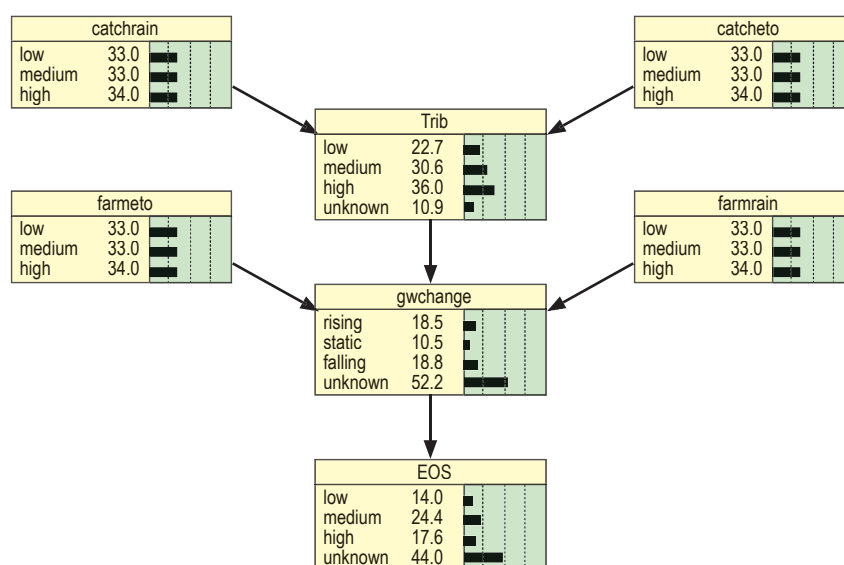 catchrain
low 33.0
medium 33.0
high 34.0
catcheto
low 33.0
medium 33.0
high 34.0
Trib
low 22.7
medium 30.6
high 36.0
unknown 10.9
farmeto
low 33.0
medium 33.0
high 34.0
farmrain
low 33.0
medium 33.0
high 34.0
gwchange
rising 18.5
static 10.5
falling 18.8
unknown 52.2
EOS
low 14.0
medium 24.4
high 17.6
unknown 44.0